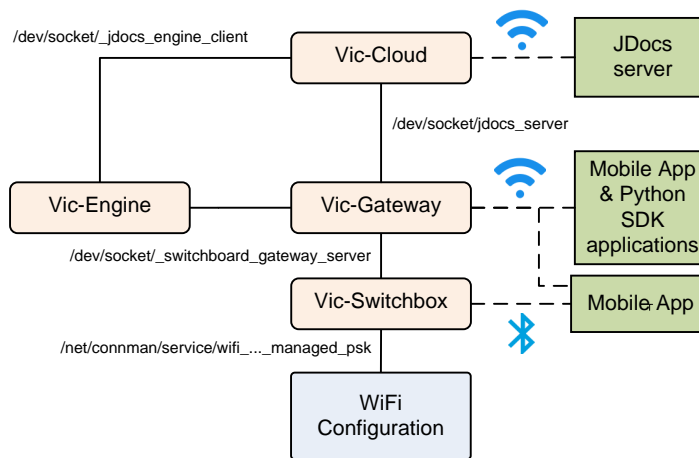 /dev/socket/_jdocs_engine_client
Vic-Cloud
JDocs
server
/dev/socket/jdocs_server
Vic-Engine
Vic-Gateway
Mobile App
& Python
SDK
applications
/dev/socket/_switchboard_gateway_server
Vic-Switchbox
Mobile App
/net/connman/service/wifi_..._managed_psk
WiFi
Configuration